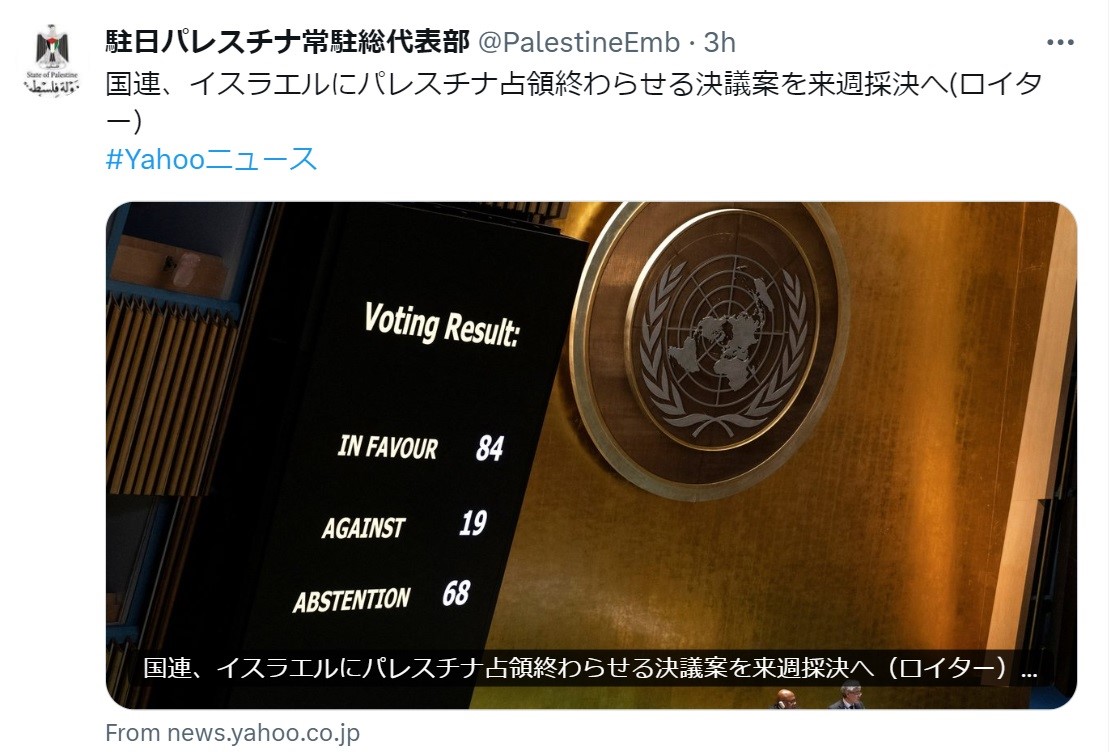 駐日パレスチナ常駐総代表部 @PalestineEmb · 3h
国連、イスラエルにパレスチナ占領終わらせる決議案を来週採決へ(ロイタ
ー)
#Yahooニュース
State of Palestine
دولة فلسطين
Voting Result:
IN FAVOUR 84
AGAINST 19
ABSTENTION 68
国連、イスラエルにパレスチナ占領終わらせる決議案を来週採決へ（ロイター）...
From news.yahoo.co.jp